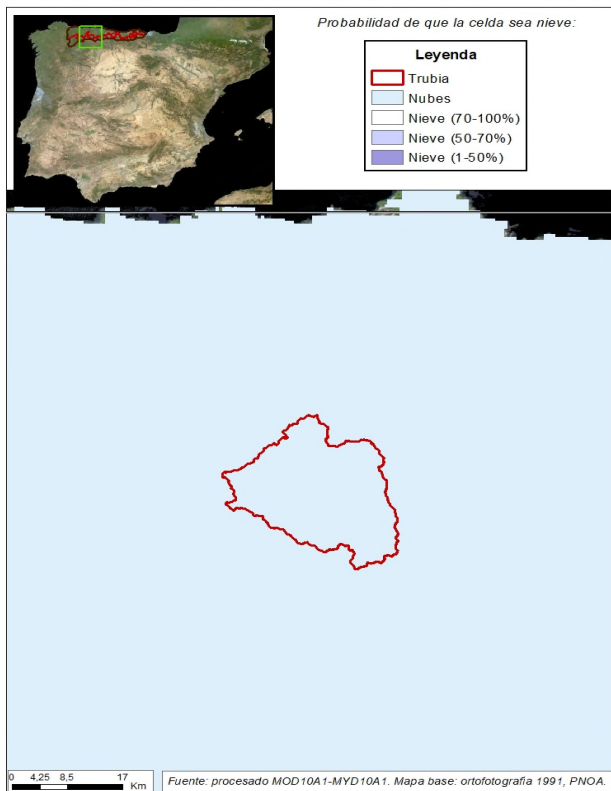 Probabilidad de que la celda sea nieve:
Leyenda
Trubia
Nubes
Nieve (70-100%)
Nieve (50-70%)
Nieve (1-50%)
0 4,25 8,5 17
Km
Fuente: procesado MOD10A1-MYD10A1. Mapa base: ortofotografía 1991, PNOA.